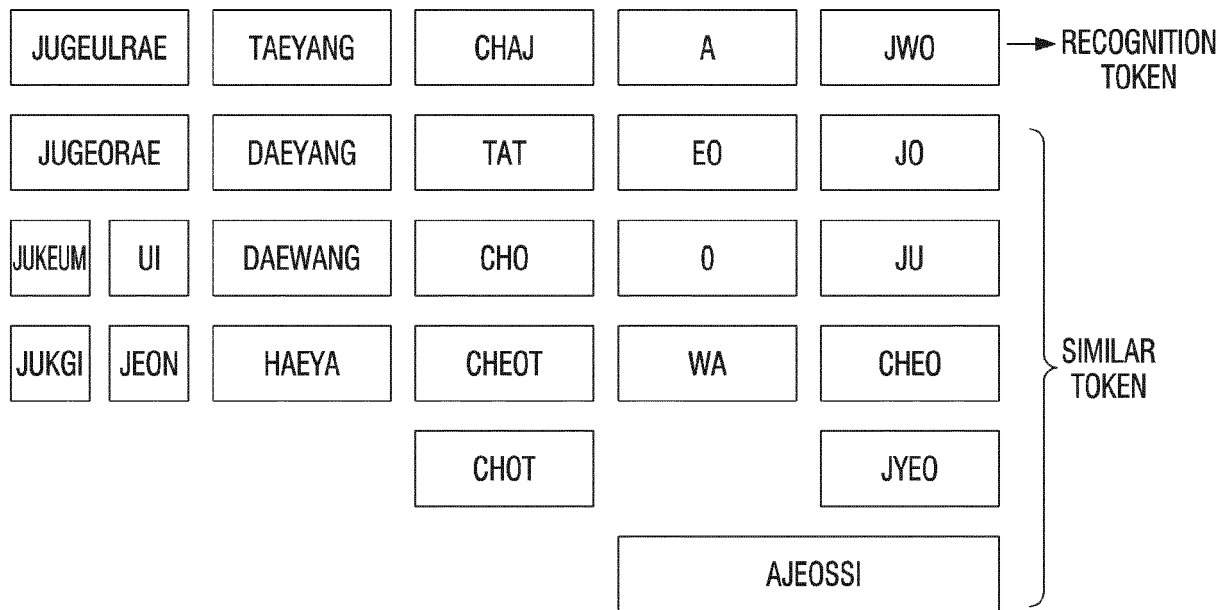 JUGEULRAE TAEYANG CHAJ A JWO RECOGNITION TOKEN
JUGEORAE DAEYANG TAT EO JO
JUKEUM UI DAEWANG CHO O JU
JUKGI JEON HAEYA CHEOT WA CHEO SIMILAR TOKEN
CHOT JYEO
AJEOSSI